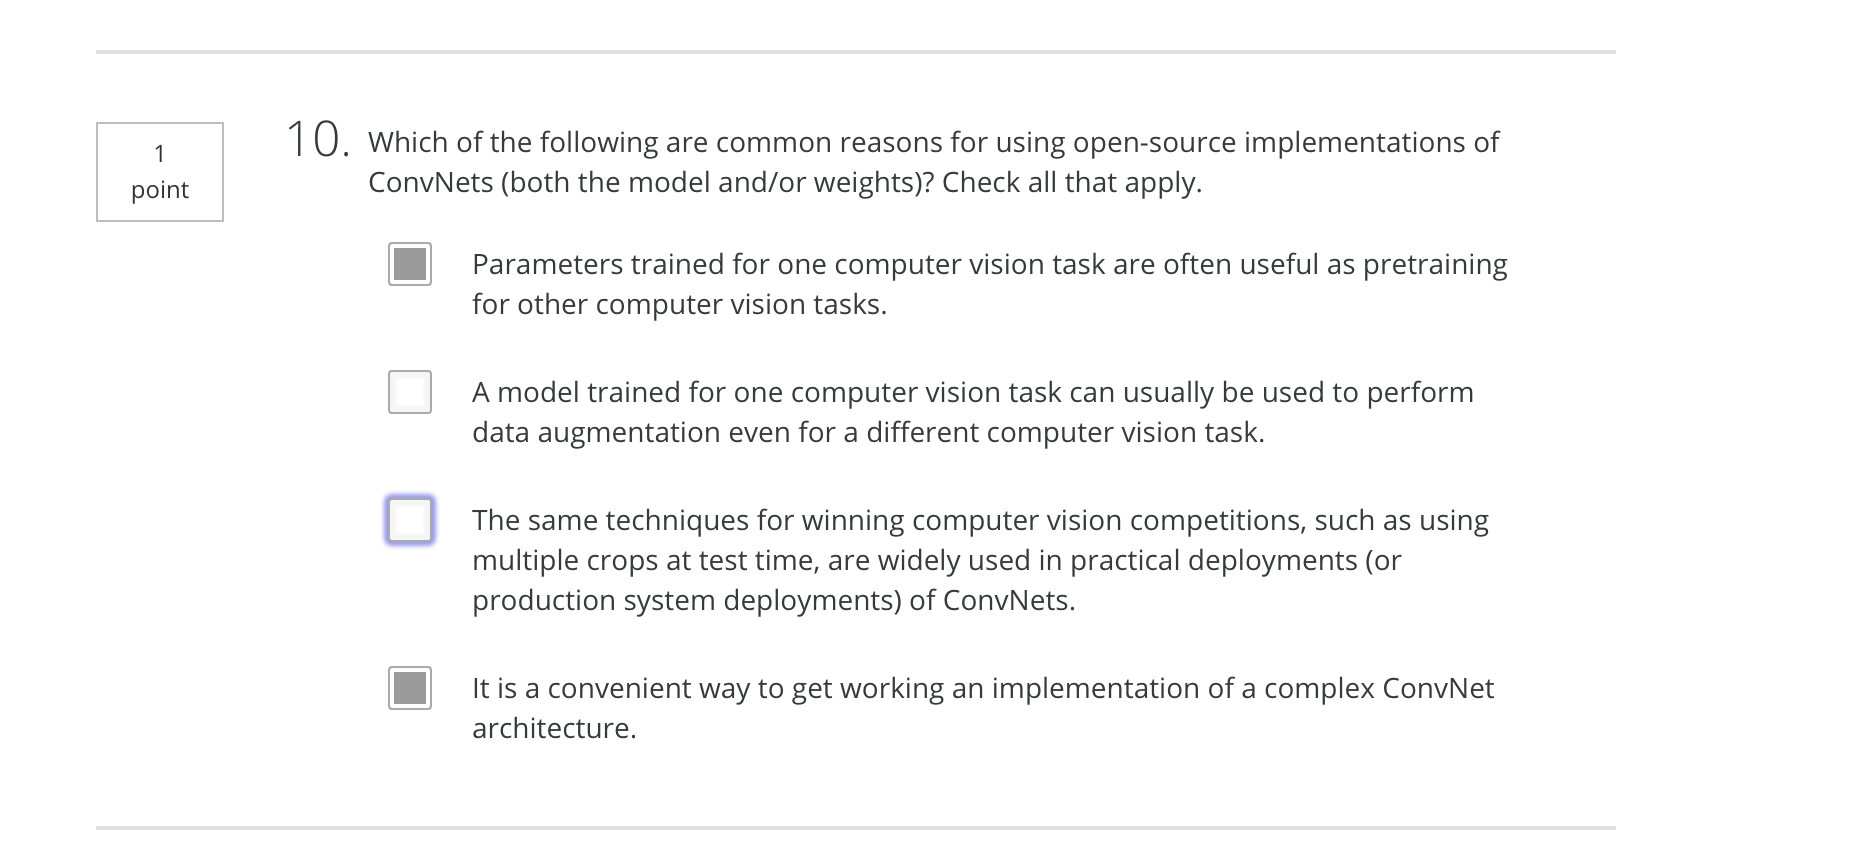 1
point
10.
Which of the following are common reasons for using open-source implementations of
ConvNets (both the model and/or weights)? Check all that apply.
Parameters trained for one computer vision task are often useful as pretraining
for other computer vision tasks.
A model trained for one computer vision task can usually be used to perform
data augmentation even for a different computer vision task.
The same techniques for winning computer vision competitions, such as using
multiple crops at test time, are widely used in practical deployments (or
production system deployments) of ConvNets.
It is a convenient way to get working an implementation of a complex ConvNet
architecture.